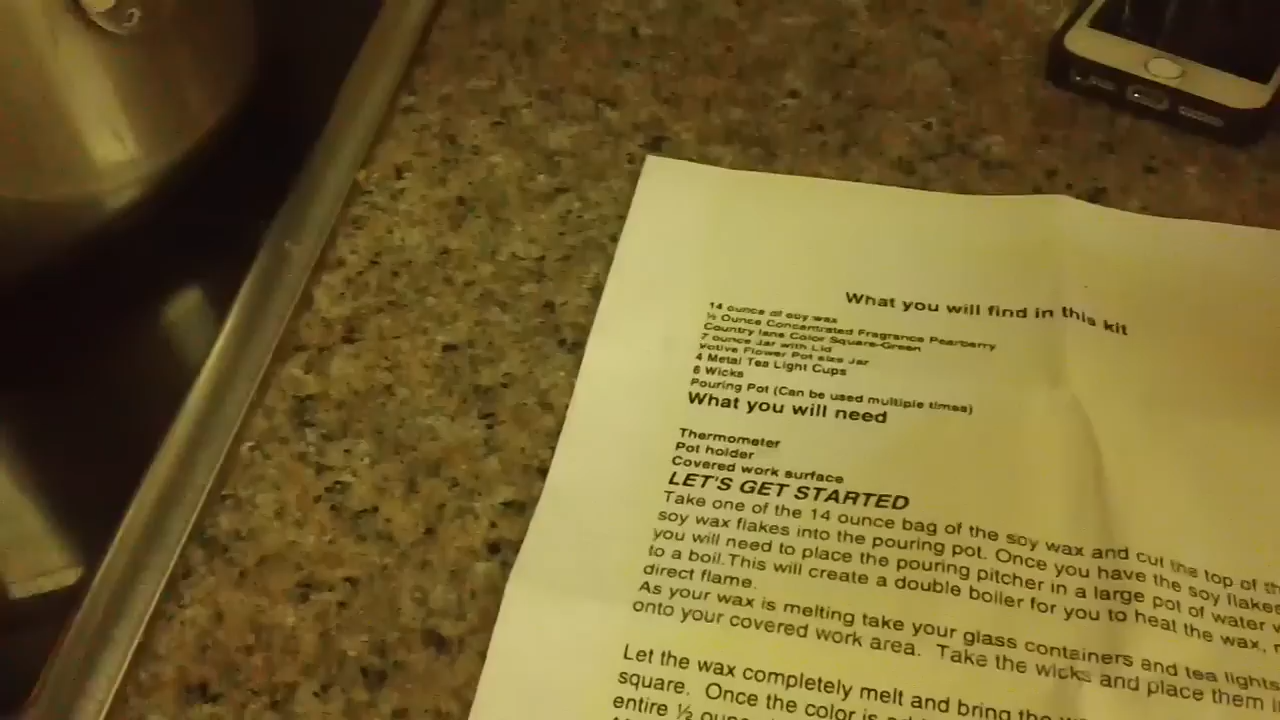 What you will find in this kit
14 ounce of soy wax
½ Ounce Concentrated Fragrance Pearberry
Country lane Color Square-Green
7 ounce Jar with Lid
Votive Flower Pot size Jar
4 Metal Tea Light Cups
6 Wicks
Pouring Pot (Can be used multiple times)
What you will need
Thermometer
Pot holder
Covered work surface
LET'S GET STARTED
Take one of the 14 ounce bag of the soy wax and cut the top of
soy wax flakes into the pouring pot. Once you have the soy flakes
you will need to place the pouring pitcher in a large pot of water
to a boil. This will create a double boiler for you to heat the wax,
direct flame.
As your wax is melting take your glass containers and tea lights
onto your covered work area. Take the wicks and place them
Let the wax completely melt and bring the
square. Once the color is
entire ½